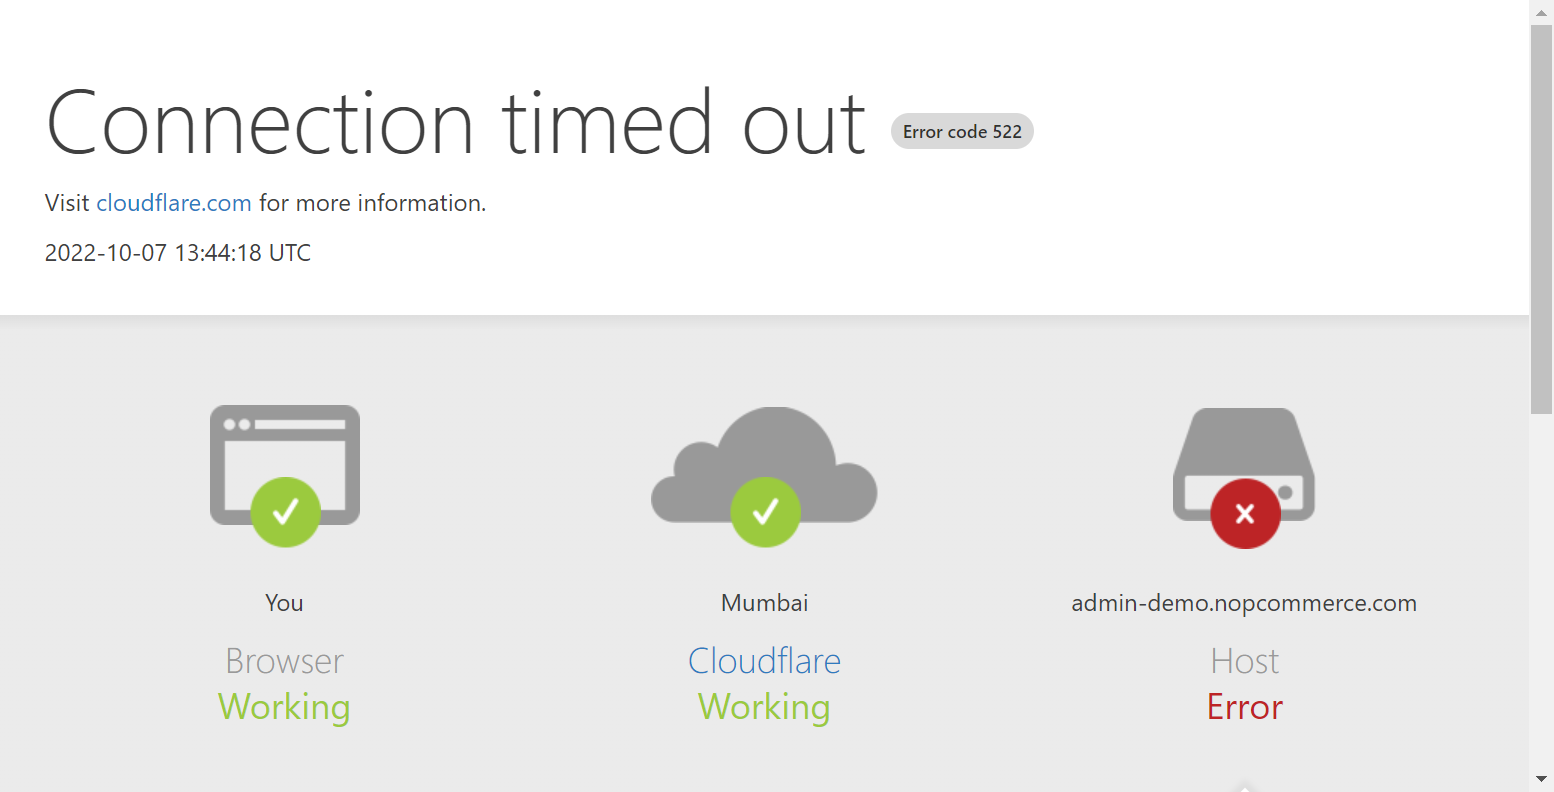 Connection timed out Error code 522
Visit cloudflare.com for more information.
2022-10-07 13:44:18 UTC
You
Browser
Working
Mumbai
Cloudflare
Working
admin-demo.nopcommerce.com
Host
Error